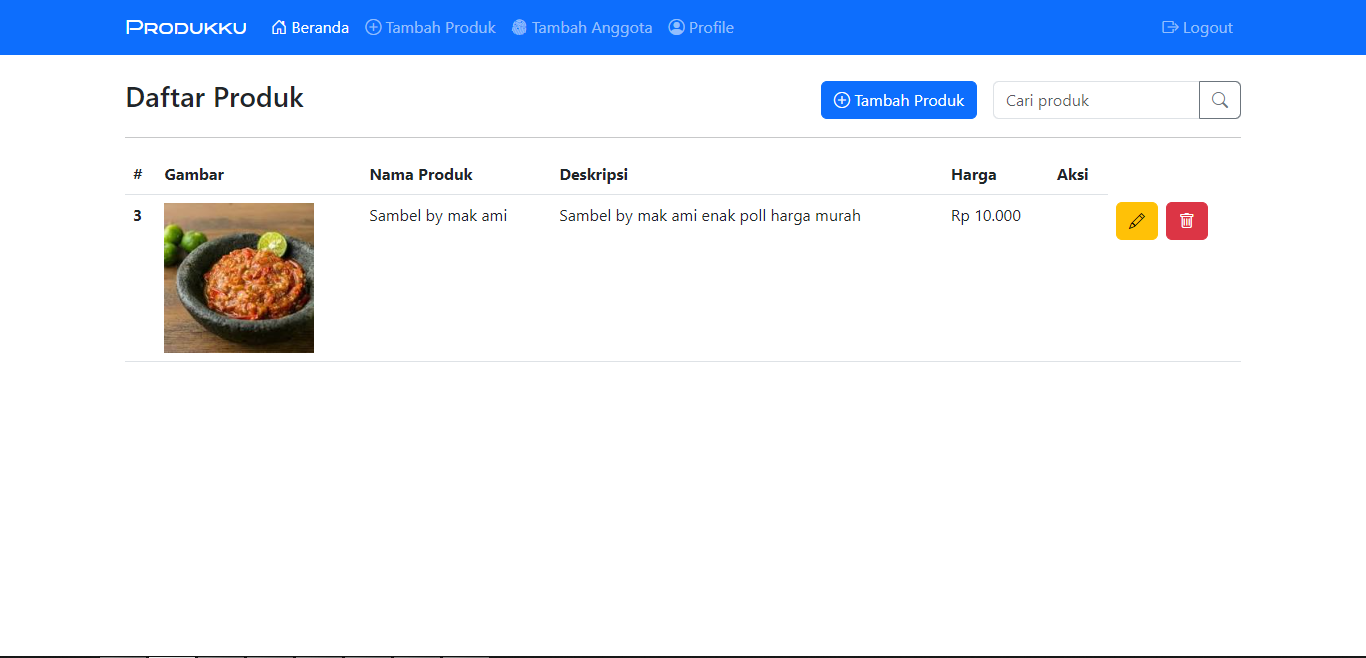 PRODUKKU Beranda Tambah Produk Tambah Anggota Profile Logout
Daftar Produk Tambah Produk Cari produk
# Gambar Nama Produk Deskripsi Harga Aksi
3 Sambel by mak ami Sambel by mak ami enak poll harga murah Rp 10.000